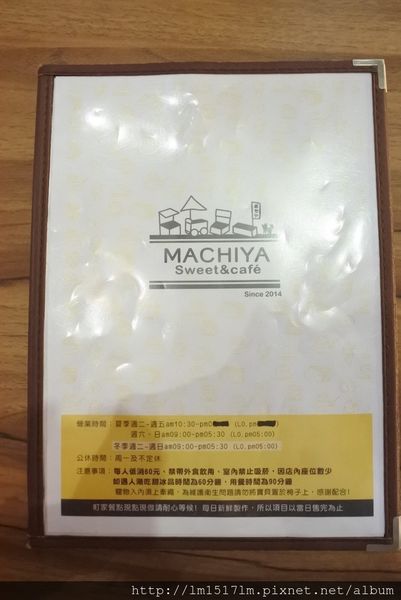 MACHIYA
Sweet&café
Since 2014
營業時間：夏季週二~週五am10:30-pm0 (LO.pm
週六、日am09:00-pm05:30 (LO.pm05:00)
冬季週二~週日am09:00-pm05:30 (LO.pm05:00)
公休時間：周一及不定休
注意事項：每人低消60元、禁帶外食飲用、室內禁止吸菸，因店內座位數少
如遇人潮吃甜冰品時間為60分鐘，用餐時間為90分鐘
寵物入內須上牽繩，為維護衛生問題請勿將寶貝置於椅子上，感謝配合!
町家餐點現點現做請耐心等候! 每日新鮮製作，所以項目以當日售完為止
http://lm1517lm.pixnet.net/album